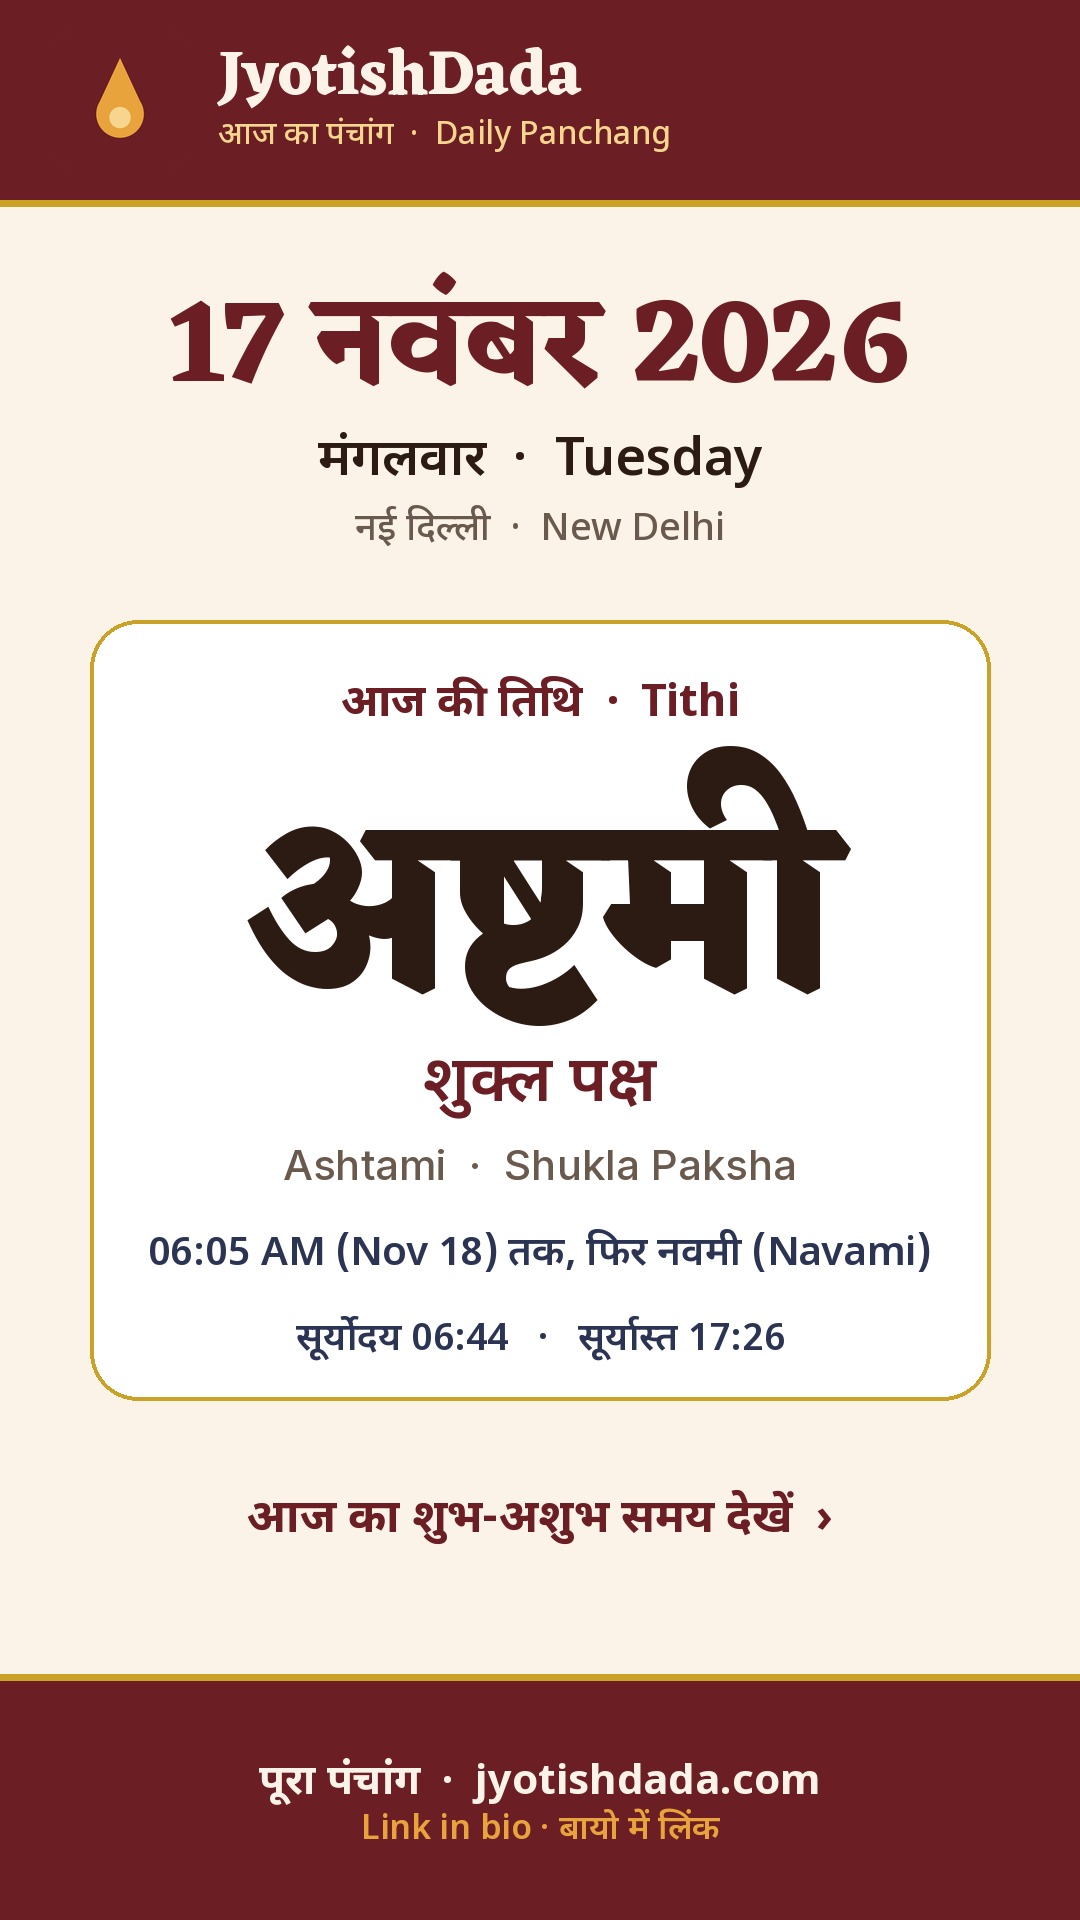 JyotishDada
आज का पंचांग · Daily Panchang
17 नवंबर 2026
मंगलवार · Tuesday
नई दिल्ली · New Delhi
आज की तिथि · Tithi
अष्टमी
शुक्ल पक्ष
Ashtami · Shukla Paksha
06:05 AM (Nov 18) तक, फिर नवमी (Navami)
सूर्योदय 06:44 · सूर्यास्त 17:26
आज का शुभ-अशुभ समय देखें ›
पूरा पंचांग · jyotishdada.com
Link in bio · बायो में लिंक